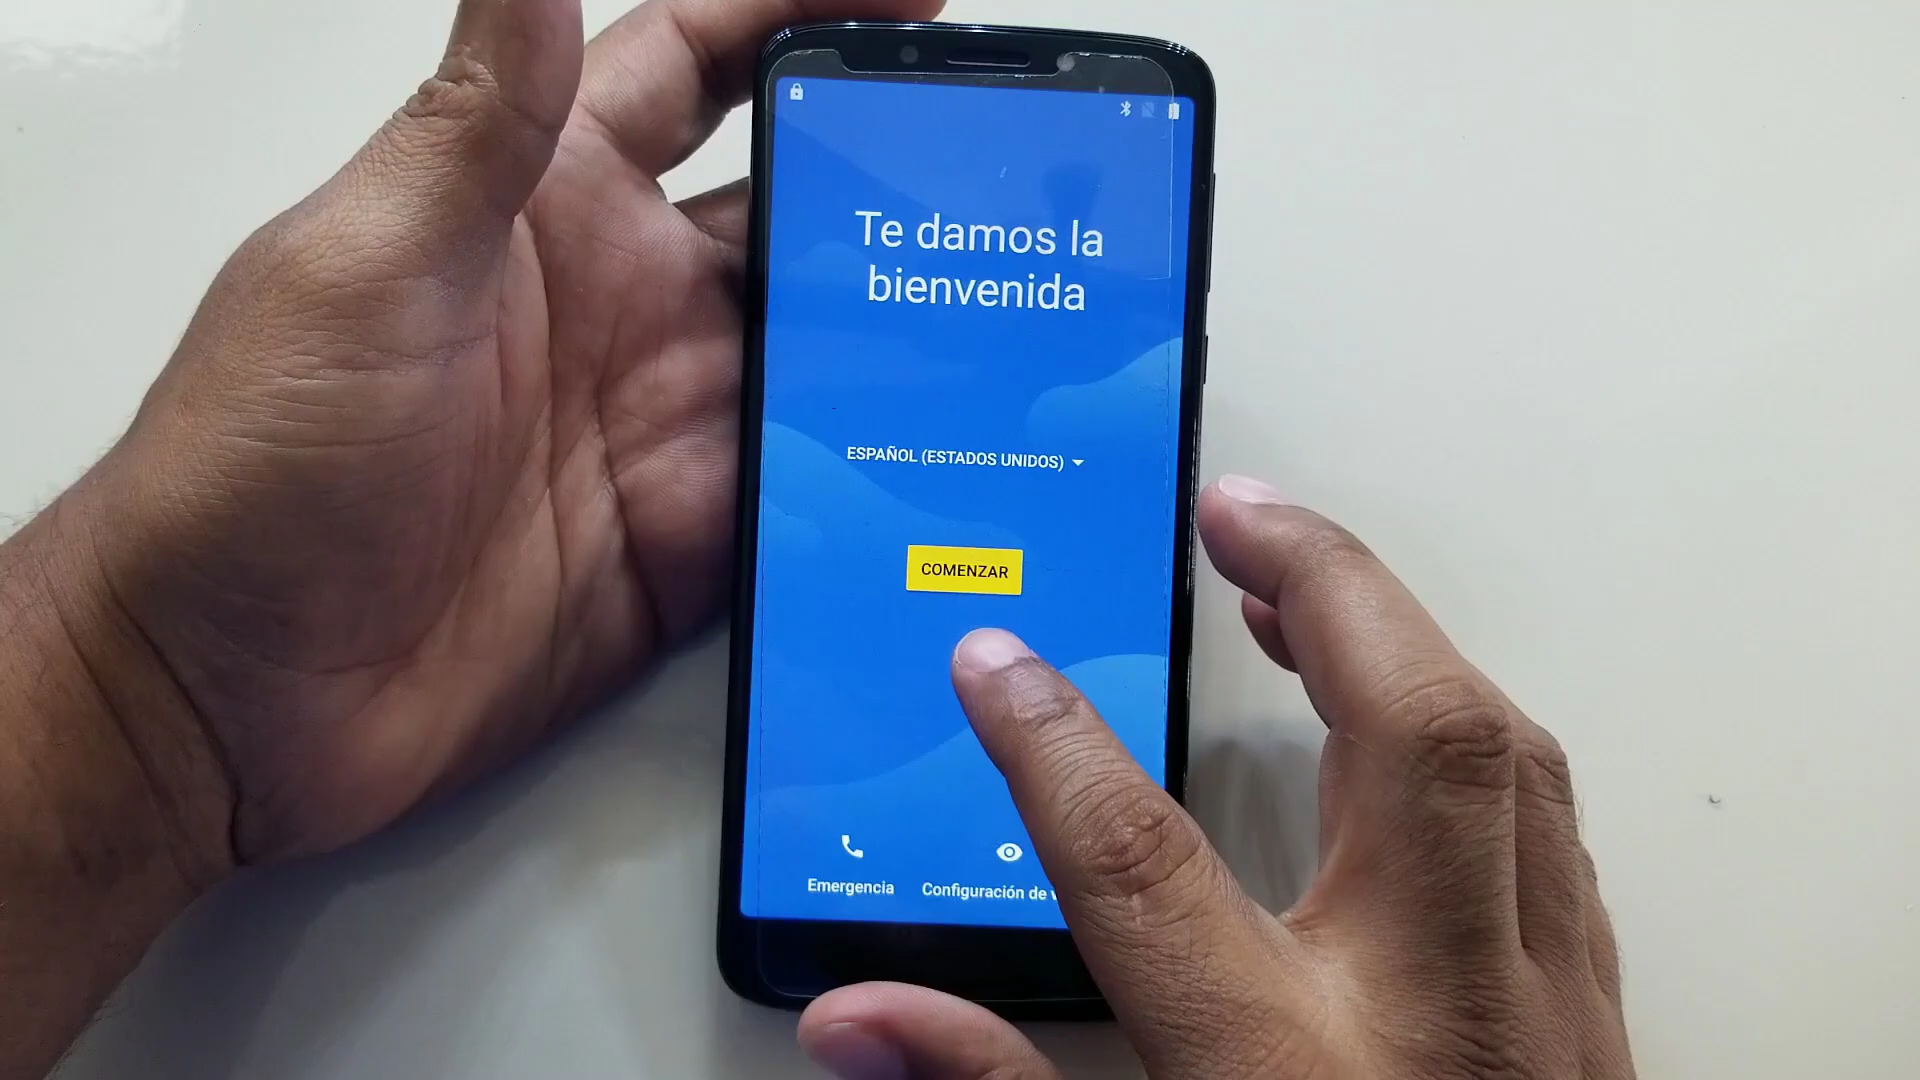 Te damos la
bienvenida
ESPAÑOL (ESTADOS UNIDOS)
COMENZAR
Emergencia
Configuración de